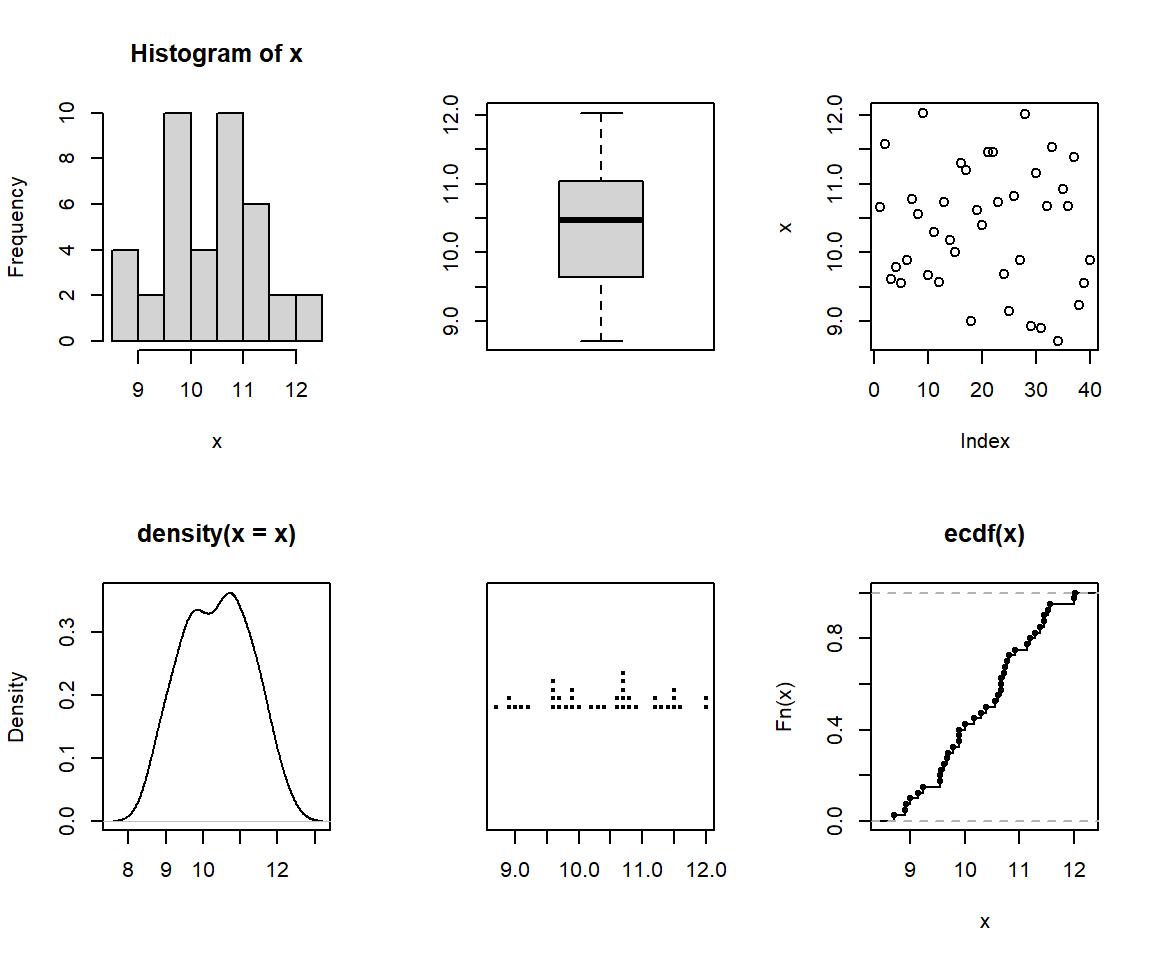 Histogram of x
Frequency
0
2
4
6
8
10
9 10 11 12
x
9.0
10.0
11.0
12.0
x
9.0
10.0
11.0
12.0
0 10 20 30 40
Index
density(x = x)
Density
0.0
0.1
0.2
0.3
8 9 10 12
9.0 10.0 11.0 12.0
ecdf(x)
Fn(x)
0.0
0.4
0.8
9 10 11 12
x